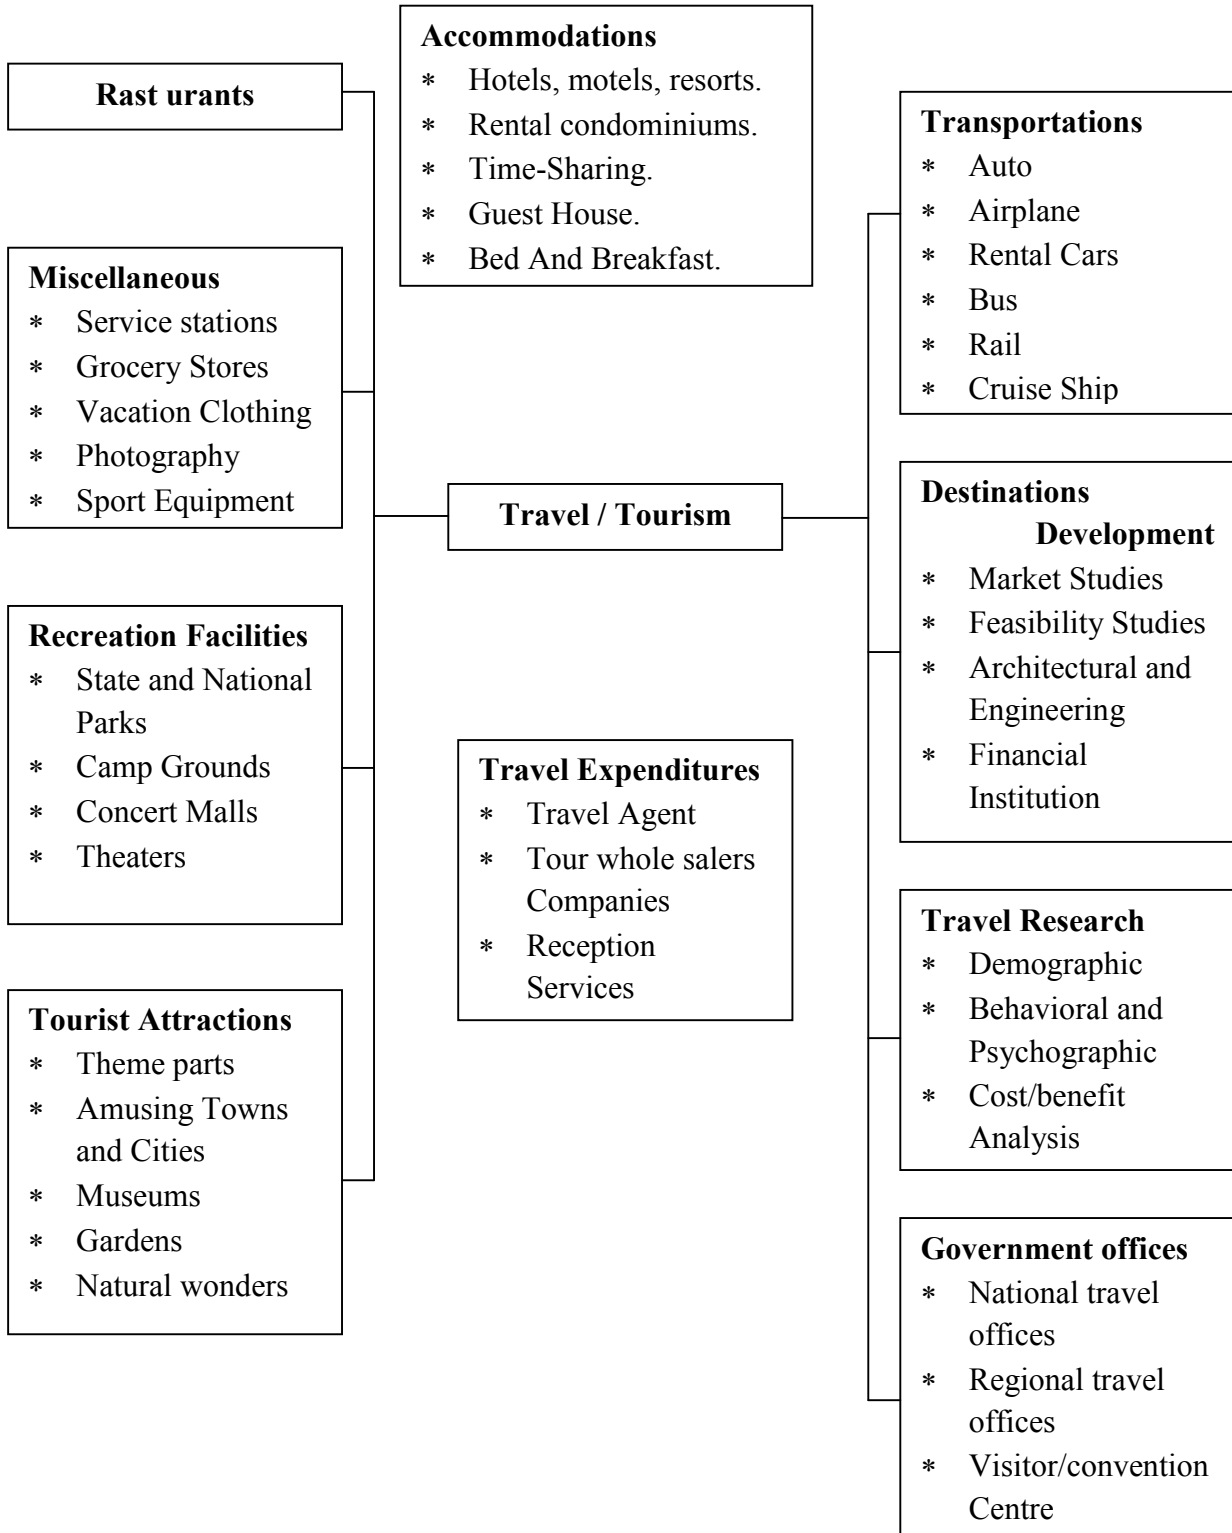 Rast urants
Accommodations
* Hotels, motels, resorts.
* Rental condominiums.
* Time-Sharing.
* Guest House.
* Bed And Breakfast.
Transportations
* Auto
* Airplane
* Rental Cars
* Bus
* Rail
* Cruise Ship
Miscellaneous
* Service stations
* Grocery Stores
* Vacation Clothing
* Photography
* Sport Equipment
Travel / Tourism
Destinations
Development
* Market Studies
* Feasibility Studies
* Architectural and
Engineering
* Financial
Institution
Recreation Facilities
* State and National
Parks
* Camp Grounds
* Concert Malls
* Theaters
Travel Expenditures
* Travel Agent
* Tour whole salers
Companies
* Reception
Services
Travel Research
* Demographic
* Behavioral and
Psychographic
* Cost/benefit
Analysis
Tourist Attractions
* Theme parts
* Amusing Towns
and Cities
* Museums
* Gardens
* Natural wonders
Government offices
* National travel
offices
* Regional travel
offices
* Visitor/convention
Centre